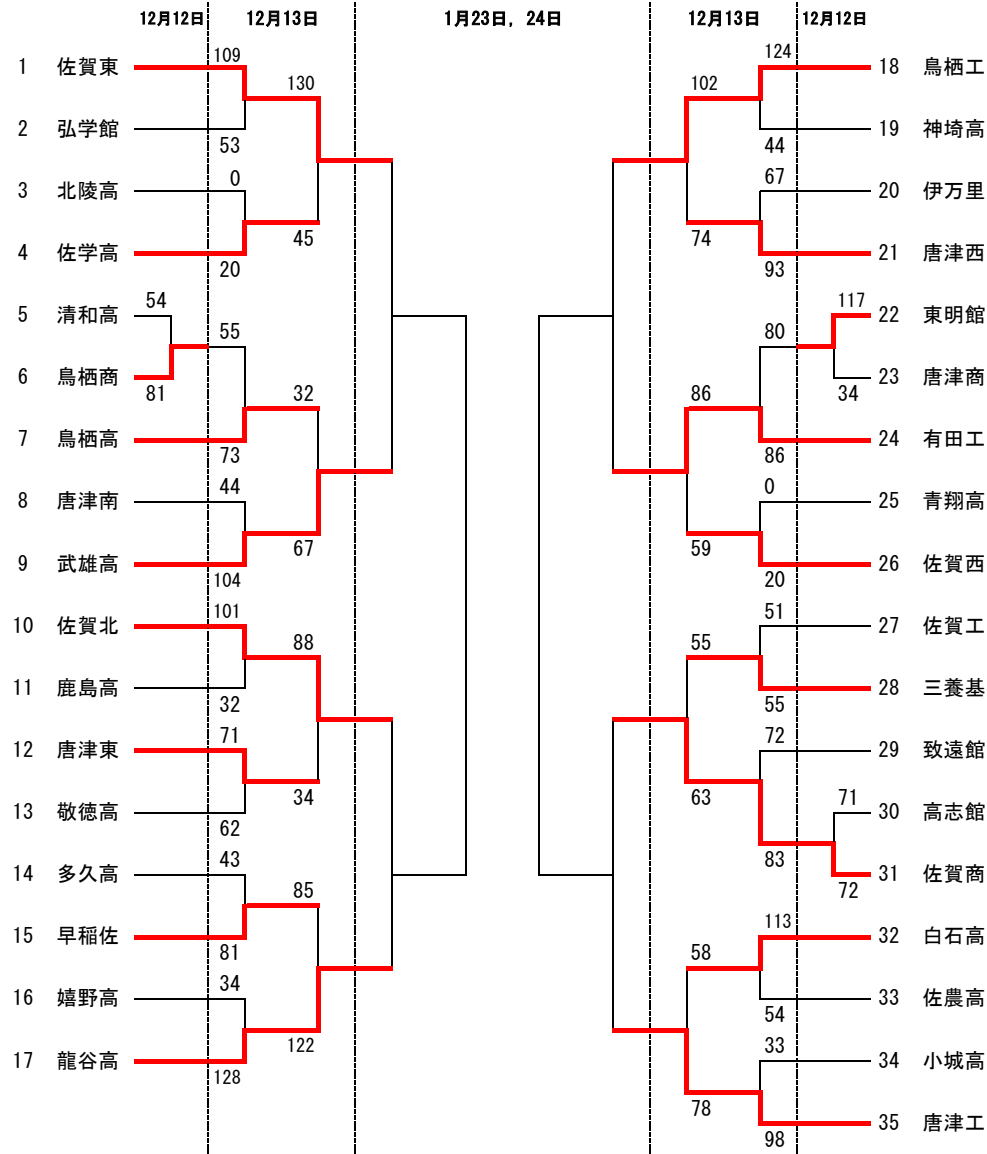 12月12日 12月13日 1月23日，24日 12月13日 12月12日
109 124
1 佐賀東 18 鳥栖工
130 102
2 弘学館 19 神埼高
53 44
0 67
3 北陵高 20 伊万里
45 74
4 佐学高 21 唐津西
20 93
54 117
5 清和高 22 東明館
55 80
6 鳥栖商 23 唐津商
81 34
32 86
7 鳥栖高 24 有田工
73 86
44 0
8 唐津南 25 青翔高
67 59
9 武雄高 26 佐賀西
104 20
101 51
10 佐賀北 27 佐賀工
88 55
11 鹿島高 28 三養基
32 55
71 72
12 唐津東 29 致遠館
34 63
71
13 敬徳高 30 高志館
62
43 83
14 多久高 31 佐賀商
85 72
113
15 早稲佐 32 白石高
81 58
34
16 嬉野高 33 佐農高
54
122 33
17 龍谷高 34 小城高
128
78
35 唐津工
98